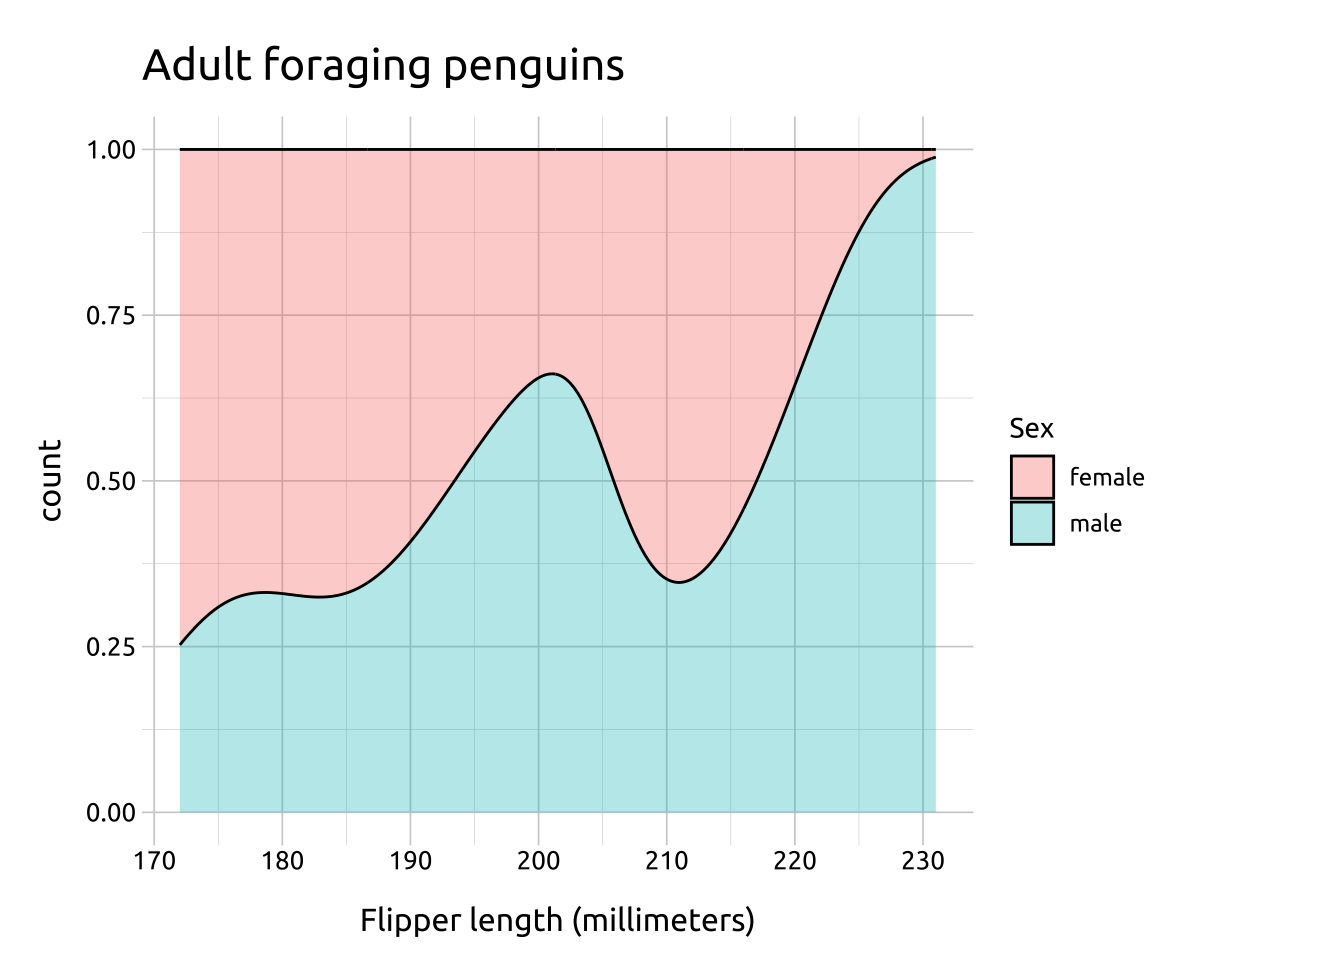 Adult foraging penguins
1.00
0.75
0.50
0.25
0.00
count
170 180 190 200 210 220 230
Flipper length (millimeters)
Sex
female
male